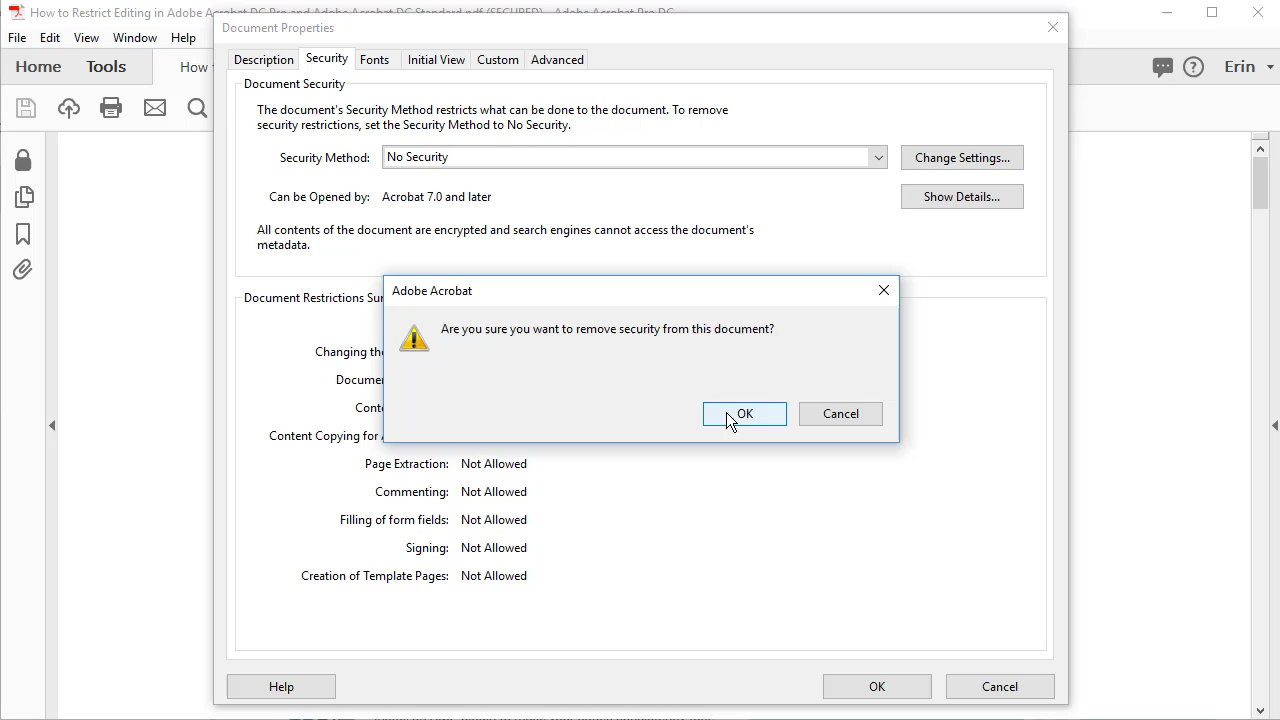 How to Restrict Editing in Adobe Acrobat DC Pro and Adobe Acrobat DC Standard.pdf (SECURED) - Adobe Acrobat Pro DC
File Edit View Window Help
Home Tools How
Erin
Document Properties
Description Security Fonts Initial View Custom Advanced
Document Security
The document's Security Method restricts what can be done to the document. To remove
security restrictions, set the Security Method to No Security.
Security Method: No Security Change Settings...
Can be Opened by: Acrobat 7.0 and later Show Details...
All contents of the document are encrypted and search engines cannot access the document's
metadata.
Document Restrictions
Adobe Acrobat
Are you sure you want to remove security from this document?
OK Cancel
Changing
Content Copying for
Page Extraction: Not Allowed
Commenting: Not Allowed
Filling of form fields: Not Allowed
Signing: Not Allowed
Creation of Template Pages: Not Allowed
Help OK Cancel